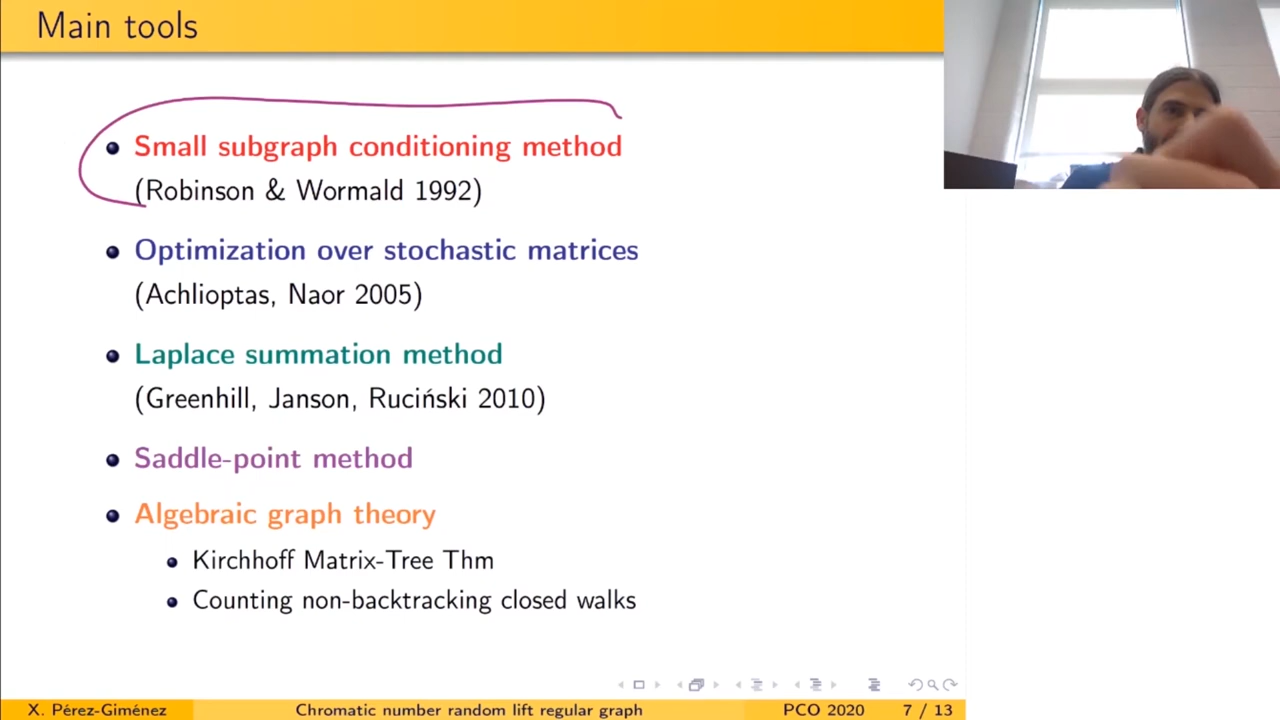 Main tools
Small subgraph conditioning method
(Robinson & Wormald 1992)
Optimization over stochastic matrices
(Achlioptas, Naor 2005)
Laplace summation method
(Greenhill, Janson, Ruciński 2010)
Saddle-point method
Algebraic graph theory
Kirchhoff Matrix-Tree Thm
Counting non-backtracking closed walks
X. Pérez-Giménez Chromatic number random lift regular graph PCO 2020 7 / 13